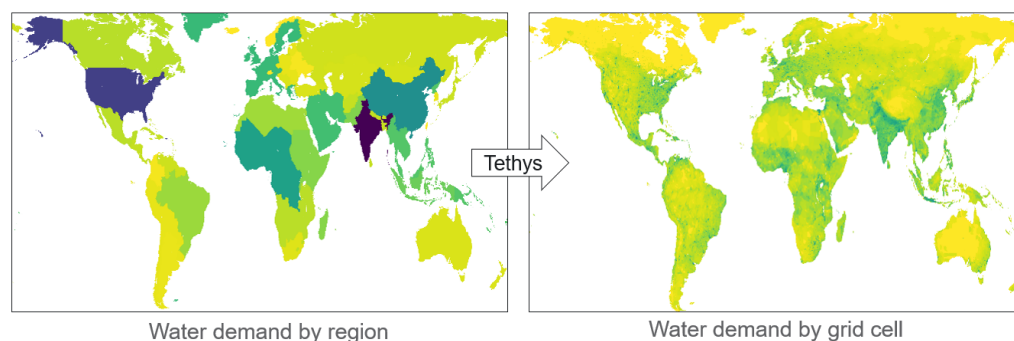 Tethys
Water demand by region
Water demand by grid cell